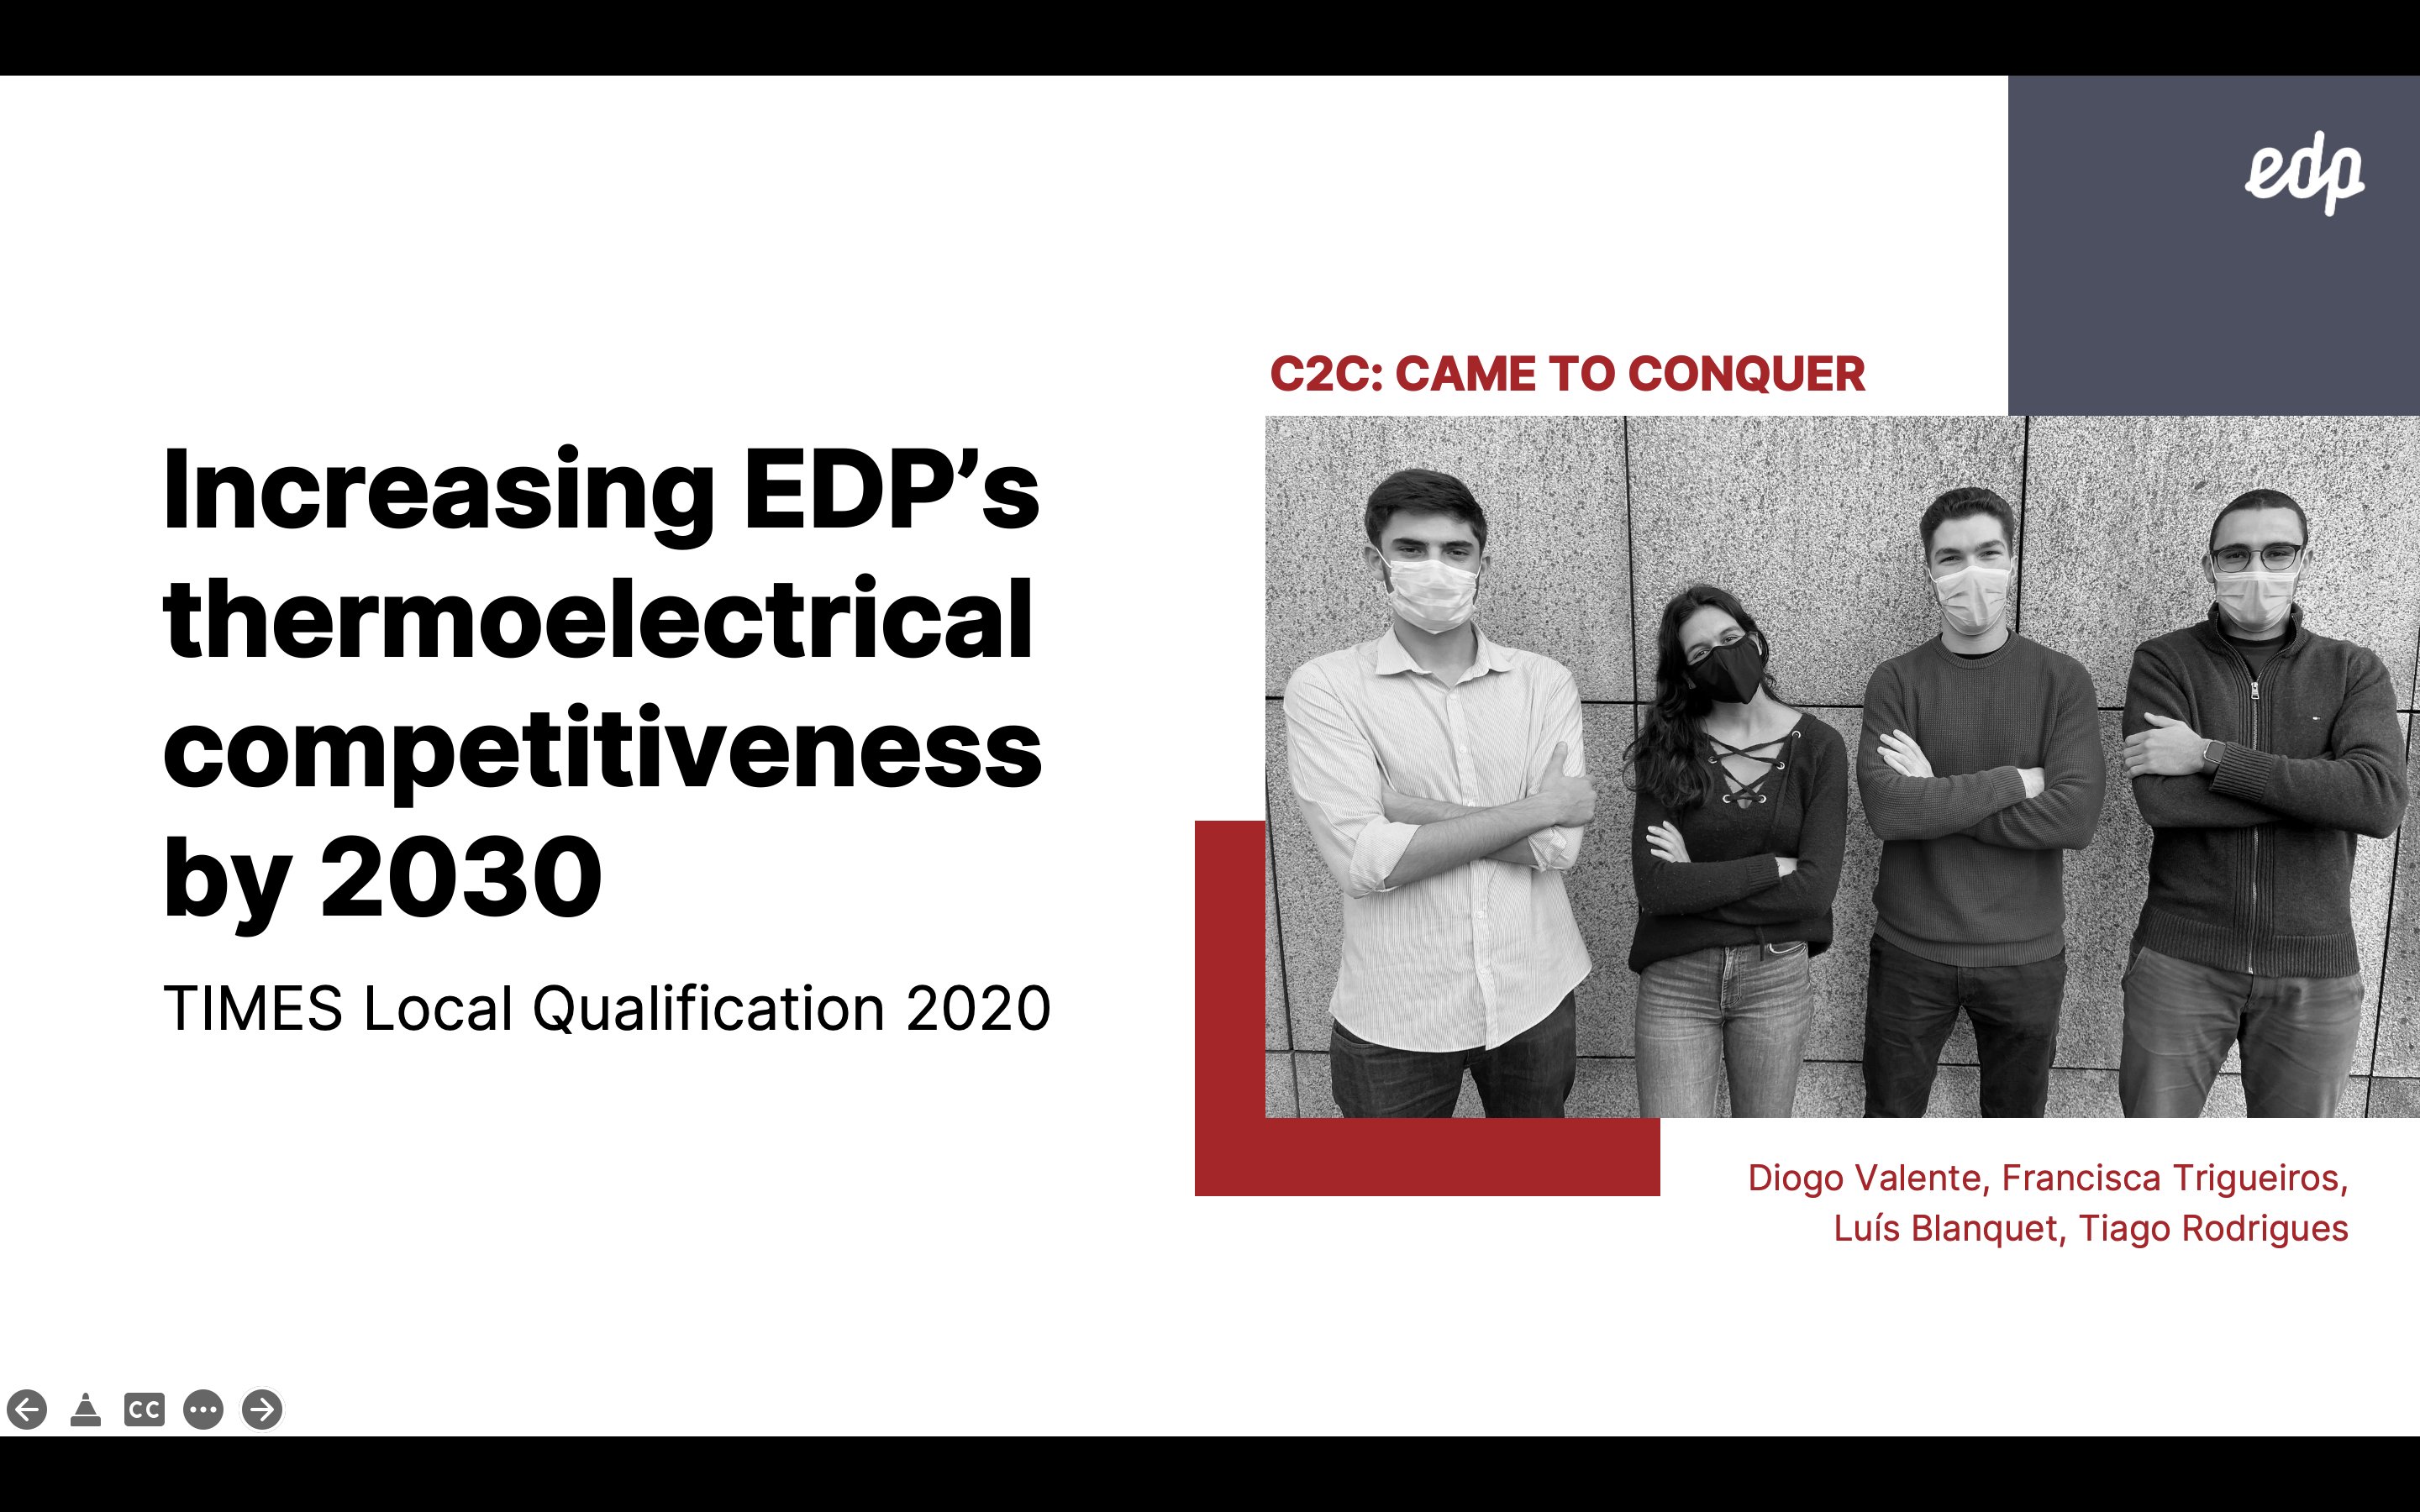 edp
C2C: CAME TO CONQUER
Increasing EDP’s
thermoelectrical
competitiveness
by 2030
TIMES Local Qualification 2020
Diogo Valente, Francisca Trigueiros,
Luís Blanquet, Tiago Rodrigues
CC